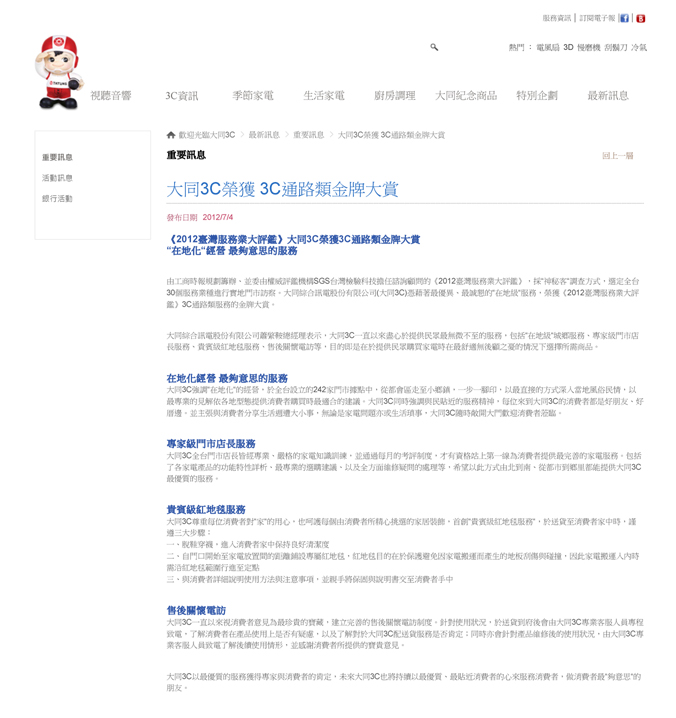 服務資訊 | 訂閱電子報 |
熱門 : 電風扇 3D 慢磨機 刮鬍刀 冷氣
TATUNG
視聽音響 3C資訊 季節家電 生活家電 廚房調理 大同紀念商品 特別企劃 最新訊息
歡迎光臨大同3C 最新訊息 重要訊息 大同3C榮獲 3C通路類金牌大賞
重要訊息
活動訊息
銀行活動
重要訊息 回上一層
大同3C榮獲 3C通路類金牌大賞
發布日期 2012/7/4
《2012臺灣服務業大評鑑》大同3C榮獲3C通路類金牌大賞
“在地化“經營 最夠意思的服務
由工商時報規劃籌辦、並委由權威評鑑機構SGS台灣檢驗科技擔任諮詢顧問的《2012臺灣服務業大評鑑》，採“神秘客”調查方式，選定全台
30個服務業種進行實地門市訪察。大同綜合訊電股份有限公司(大同3C)憑藉著最優異、最誠懇的“在地級”服務，榮獲《2012臺灣服務業大評
鑑》3C通路類服務的金牌大賞。
大同綜合訊電股份有限公司蕭紫鞍總經理表示，大同3C一直以來盡心於提供民眾最無微不至的服務，包括”在地級”城鄉服務、專家級門市店
長服務、貴賓級紅地毯服務、售後關懷電訪等，目的即是在於提供民眾購買家電時在最舒適無後顧之憂的情況下選擇所需商品。
在地化經營 最夠意思的服務
大同3C強調”在地化”的經營，於全台設立的242家門市據點中，從都會區走至小鄉鎮，一步一腳印，以最直接的方式深入當地風俗民情，以
最專業的見解依各地型態提供消費者購買時最適合的建議。大同3C同時強調與民貼近的服務精神，每位來到大同3C的消費者都是好朋友、好
厝邊。並主張與消費者分享生活週遭大小事，無論是家電問題亦或生活瑣事，大同3C隨時敞開大門歡迎消費者蒞臨。
專家級門市店長服務
大同3C全台門市店長皆經專業、嚴格的家電知識訓練，並通過每月的考評制度，才有資格站上第一線為消費者提供最完善的家電服務。包括
了各家電產品的功能特性詳析、最專業的選購建議，以及全方面維修疑問的處理等，希望以此方式由北到南、從都市到鄉里都能提供大同3C
最優質的服務。
貴賓級紅地毯服務
大同3C尊重每位消費者對”家”的用心，也呵護每個由消費者所精心挑選的家居裝飾，首創”貴賓級紅地毯服務”，於送貨至消費者家中時，謹
遵三大步驟：
一、脫鞋穿襪，進入消費者家中保持良好清潔度
二、自門口開始至家電放置間的距離鋪設專屬紅地毯，紅地毯目的在於保護避免因家電搬運而產生的地板刮傷與碰撞，因此家電搬運人內時
需沿紅地毯範圍行進至定點
三、與消費者詳細說明使用方法與注意事項，並親手將保固與說明書交至消費者手中
售後關懷電訪
大同3C一直以來視消費者意見為最珍貴的寶藏，建立完善的售後關懷電訪制度。針對使用狀況，於送貨到府後會由大同3C專業客服人員專程
致電，了解消費者在產品使用上是否有疑慮，以及了解對於大同3C配送貨服務是否肯定；同時亦會針對產品維修後的使用狀況，由大同3C專
業客服人員致電了解後續使用情形，並感謝消費者所提供的寶貴意見。
大同3C以最優質的服務獲得專家與消費者的肯定，未來大同3C也將持續以最優質、最貼近消費者的心來服務消費者，做消費者最”夠意思”的
朋友。